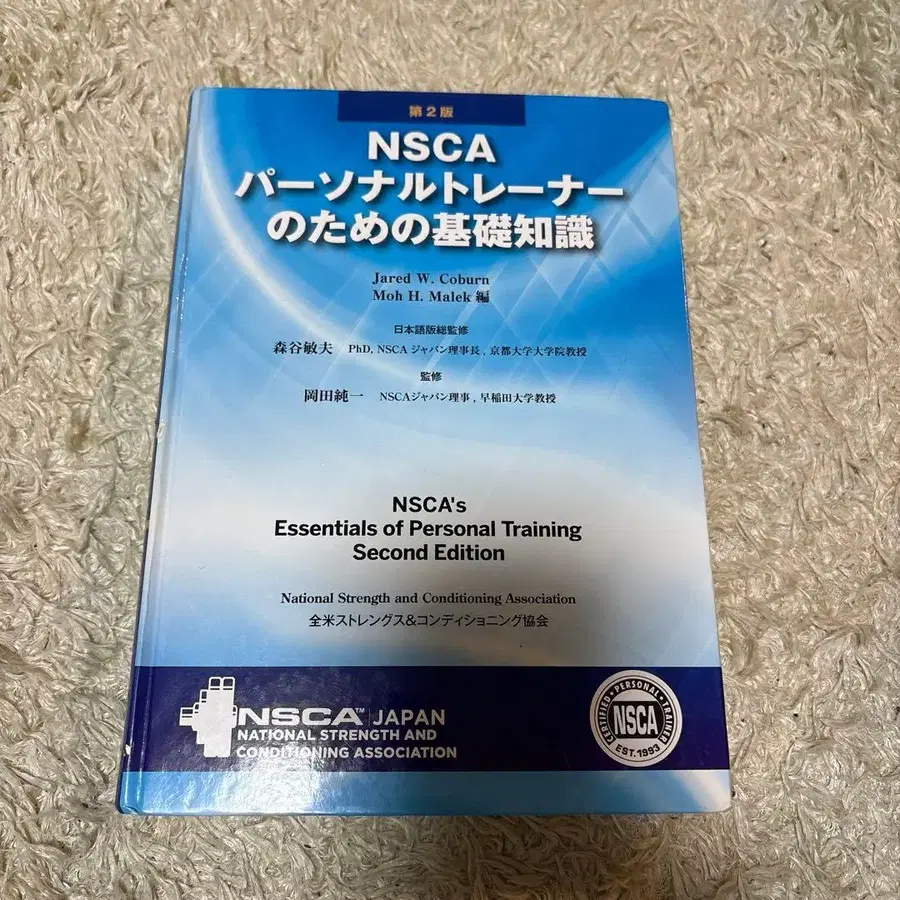 第2版
NSCA
パーソナルトレーナー
のための基礎知識
Jared W. Coburn
Moh H. Malek 編
日本語版総監修
森谷敏夫 PhD, NSCA ジャパン理事長, 京都大学大学院教授
監修
岡田純一 NSCAジャパン理事, 早稲田大学教授
NSCA's
Essentials of Personal Training
Second Edition
National Strength and Conditioning Association
全米ストレングス&コンディショニング協会
NSCA™ JAPAN
NATIONAL STRENGTH AND
CONDITIONING ASSOCIATION
CERTIFIED • PERSONAL • TRAINER
NSCA
EST. 1993